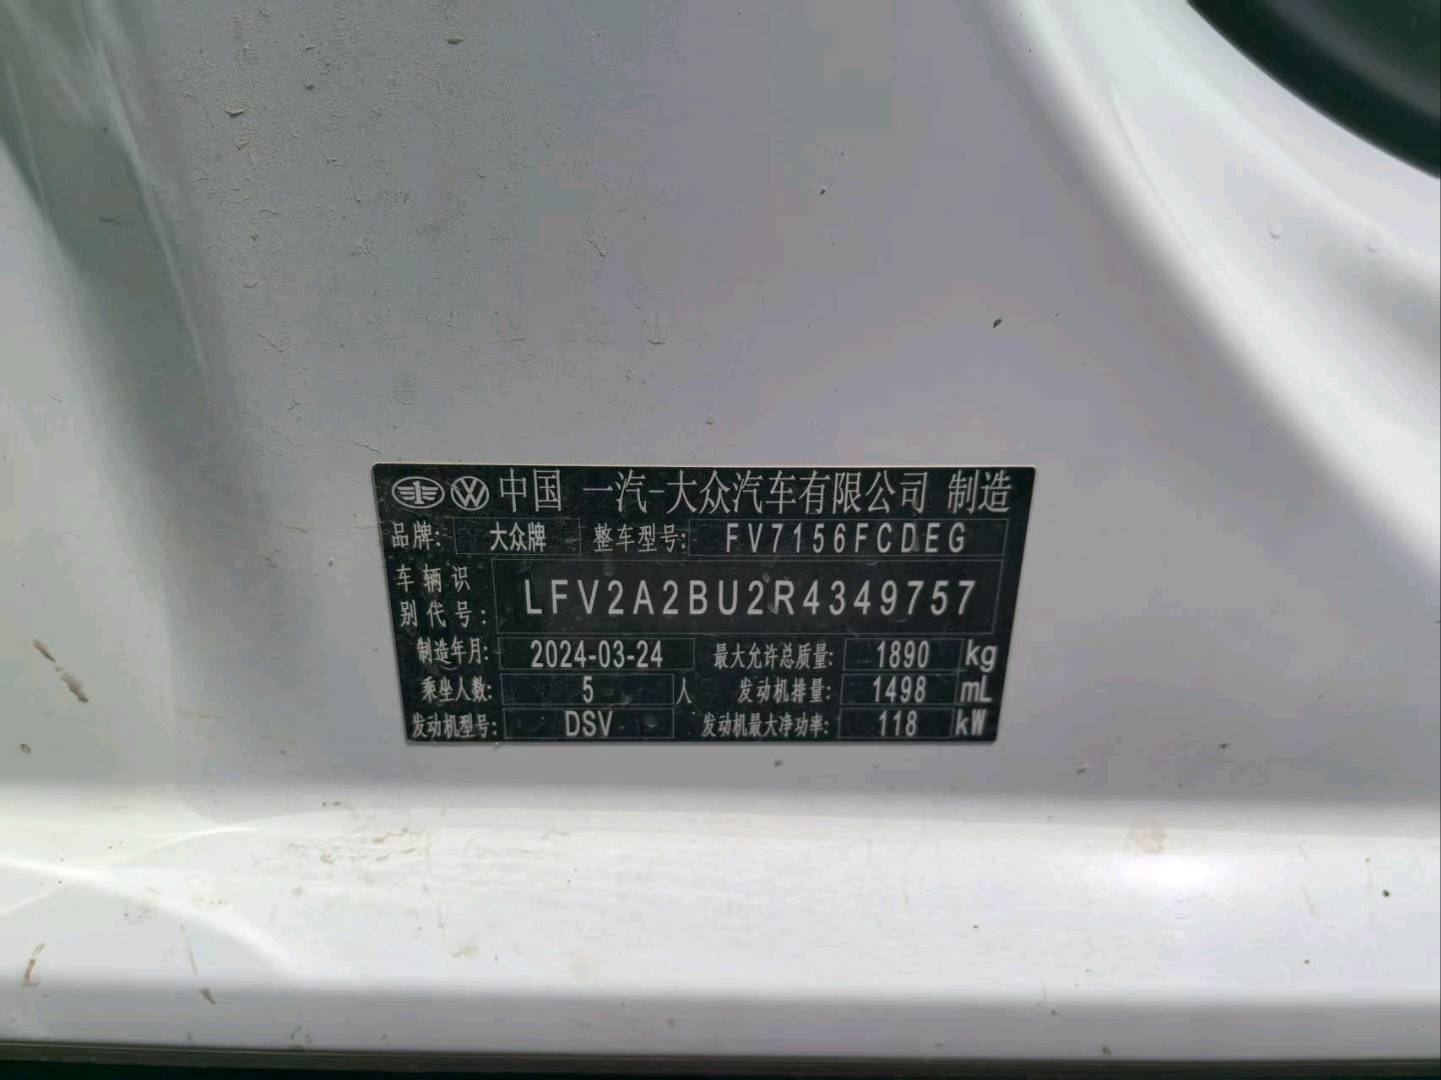 中国 一汽-大众汽车有限公司 制造
品牌: 大众牌 整车型号: FV7156FCDEG
车辆识
别代号: LFV2A2BU2R4349757
制造年月: 2024-03-24 最大允许总质量: 1890 kg
乘坐人数: 5 人 发动机排量: 1498 mL
发动机型号: DSV 发动机最大净功率: 118 kW